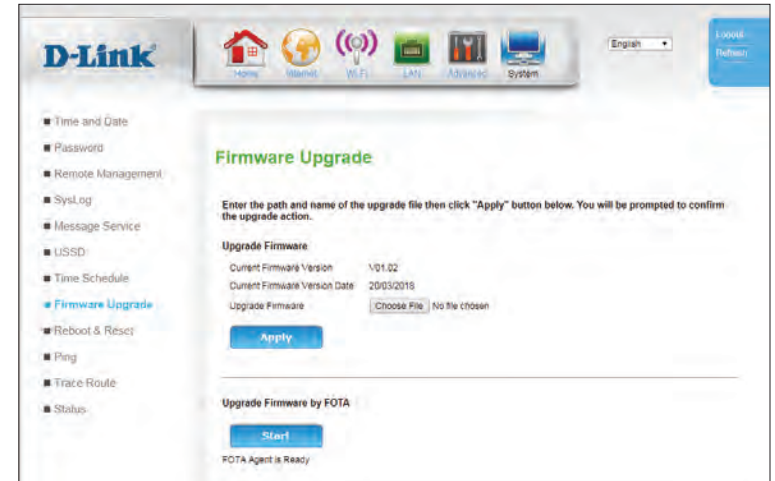 D-Link
Home Internet Wi-Fi LAN Advanced System
English
Logout
Refresh
Time and Date
Password
Remote Management
SysLog
Message Service
USSD
Time Schedule
Firmware Upgrade
Reboot & Reset
Ping
Trace Route
Status
Firmware Upgrade
Enter the path and name of the upgrade file then click "Apply" button below. You will be prompted to confirm
the upgrade action.
Upgrade Firmware
Current Firmware Version V01.02
Current Firmware Version Date 20/03/2018
Upgrade Firmware Choose File No file chosen
Apply
Upgrade Firmware by FOTA
Start
FOTA Agent is Ready